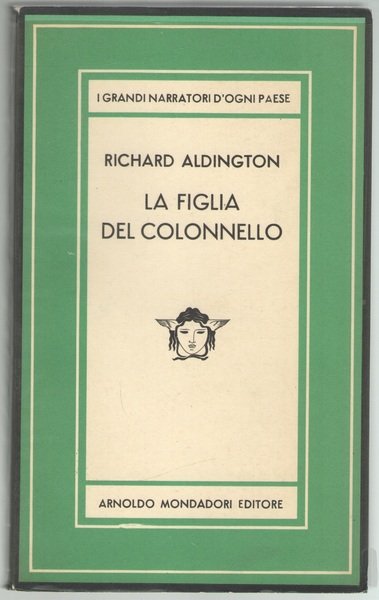 I GRANDI NARRATORI D'OGNI PAESE
RICHARD ALDINGTON
LA FIGLIA
DEL COLONNELLO
ARNOLDO MONDADORI EDITORE